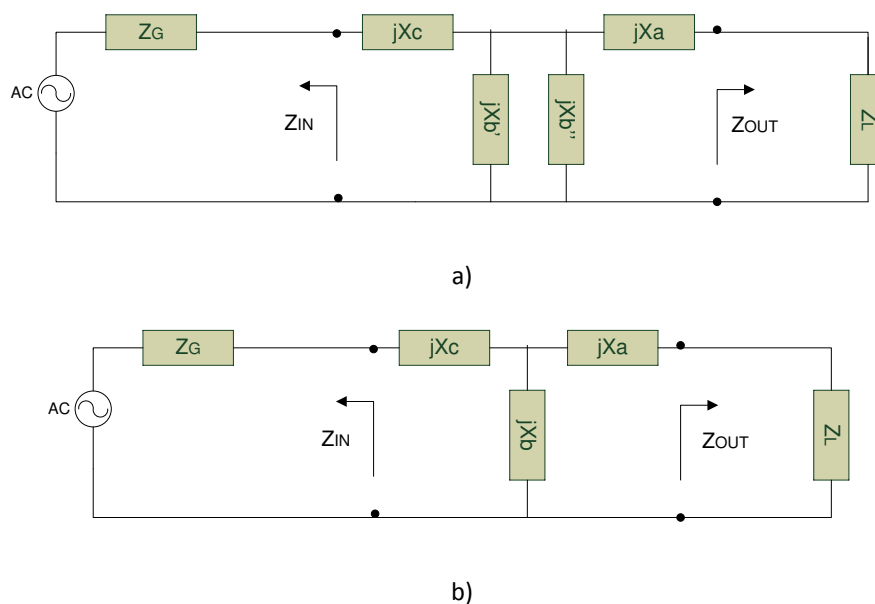 ZG
jXc
jXa
AC
ZIN
jXb'
jXb''
ZOUT
ZL
a)
ZG
jXc
jXa
AC
ZIN
jXb
ZOUT
ZL
b)